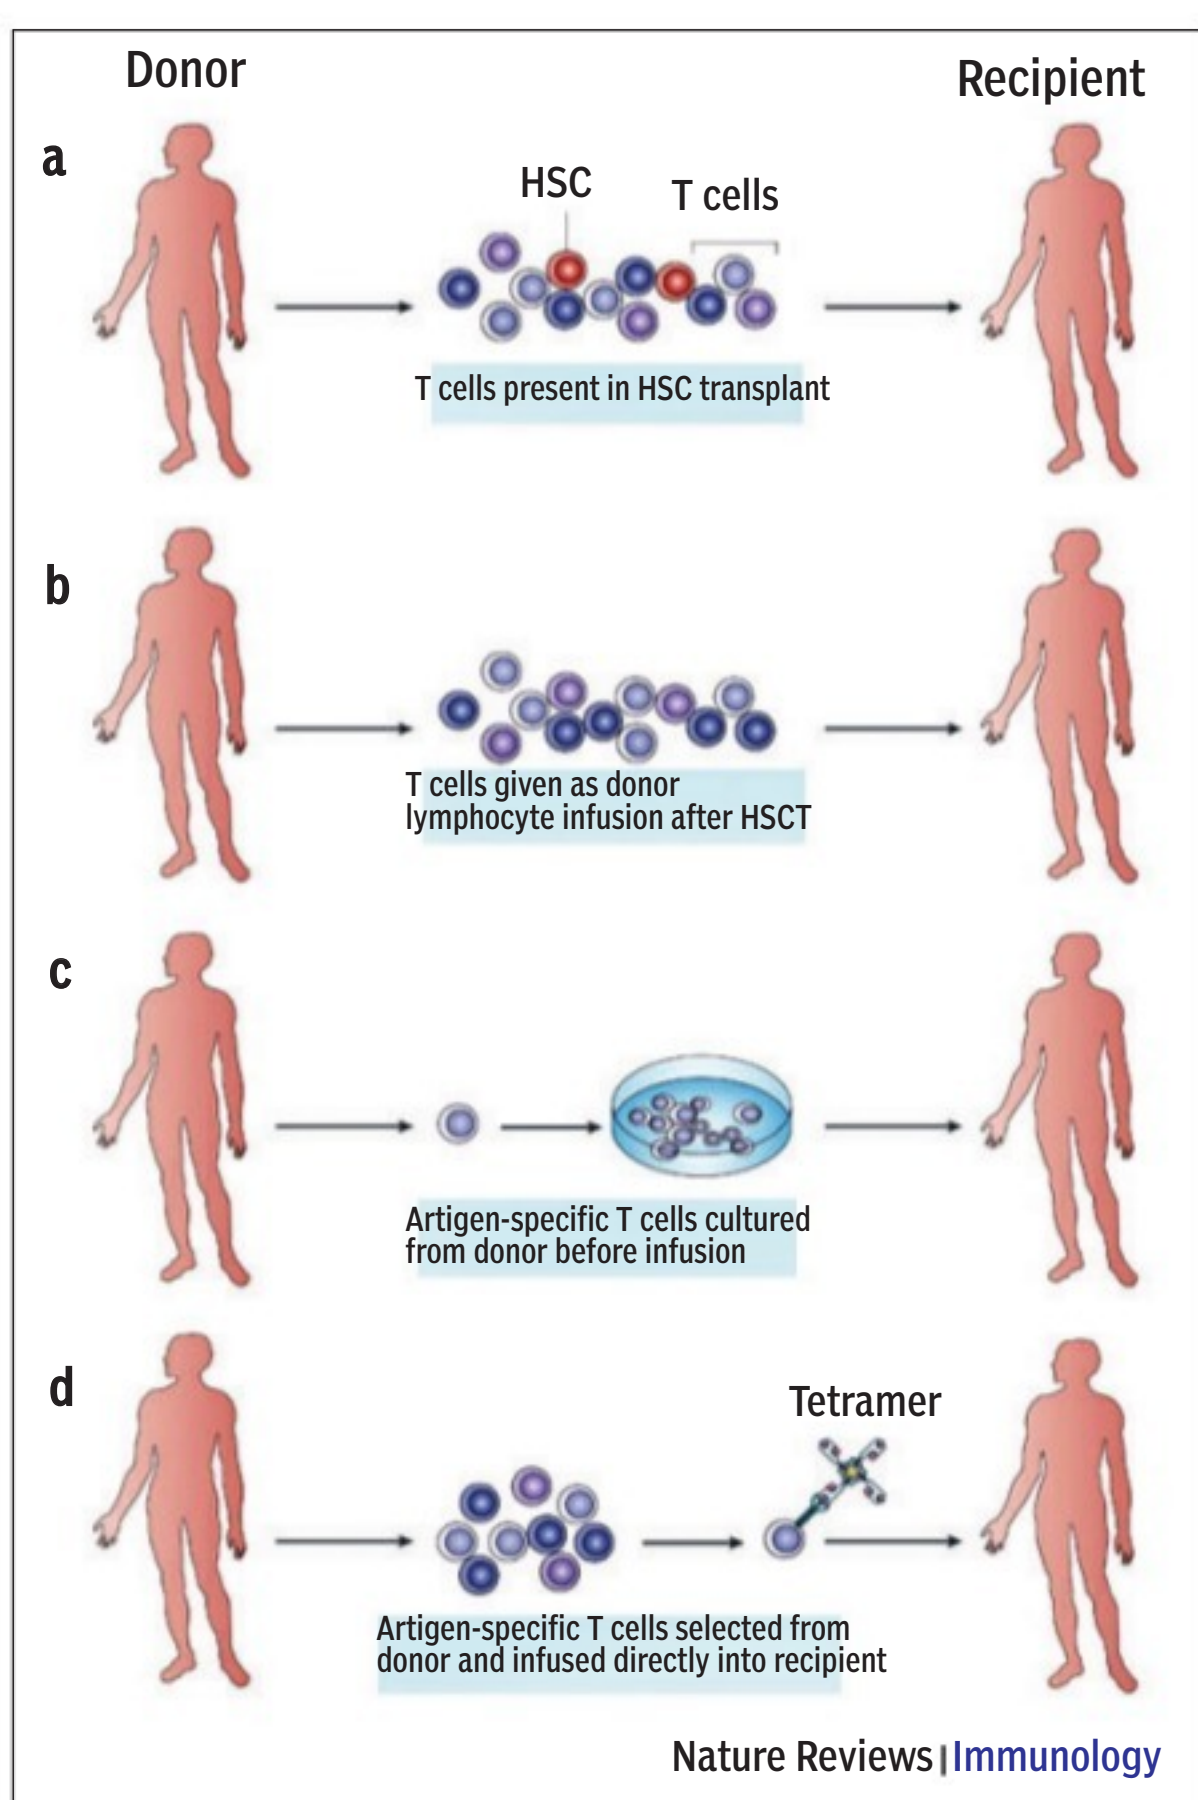 Donor
Recipient
a
HSC
T cells
T cells present in HSC transplant
b
T cells given as donor
lymphocyte infusion after HSCT
c
Artigen-specific T cells cultured
from donor before infusion
d
Tetramer
Artigen-specific T cells selected from
donor and infused directly into recipient
Nature Reviews | Immunology